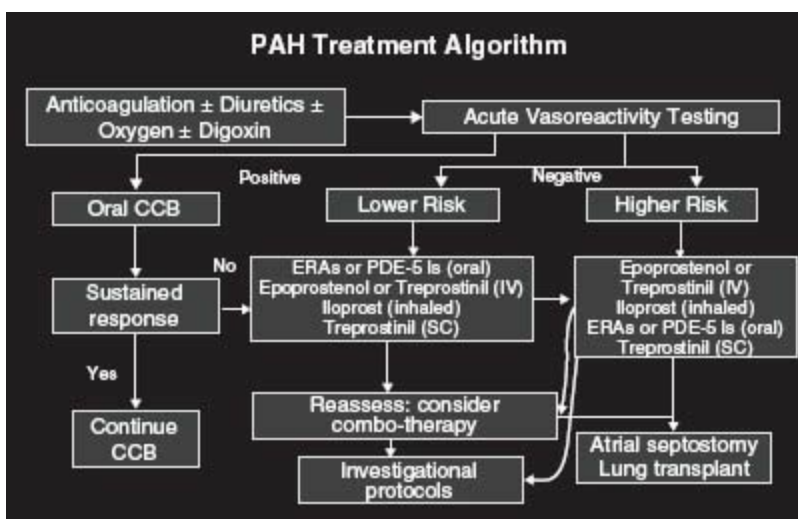 PAH Treatment Algorithm
Anticoagulation ± Diuretics ±
Oxygen ± Digoxin
Acute Vasoreactivity Testing
Positive
Negative
Oral CCB
Lower Risk
Higher Risk
No
ERAs or PDE-5 Is (oral)
Epoprostenol or Treprostinil (IV)
Iloprost (inhaled)
Treprostinil (SC)
Epoprostenol or
Treprostinil (IV)
Iloprost (inhaled)
ERAs or PDE-5 Is (oral)
Treprostinil (SC)
Sustained
response
Yes
Reassess: consider
combo-therapy
Continue
CCB
Atrial septostomy
Lung transplant
Investigational
protocols